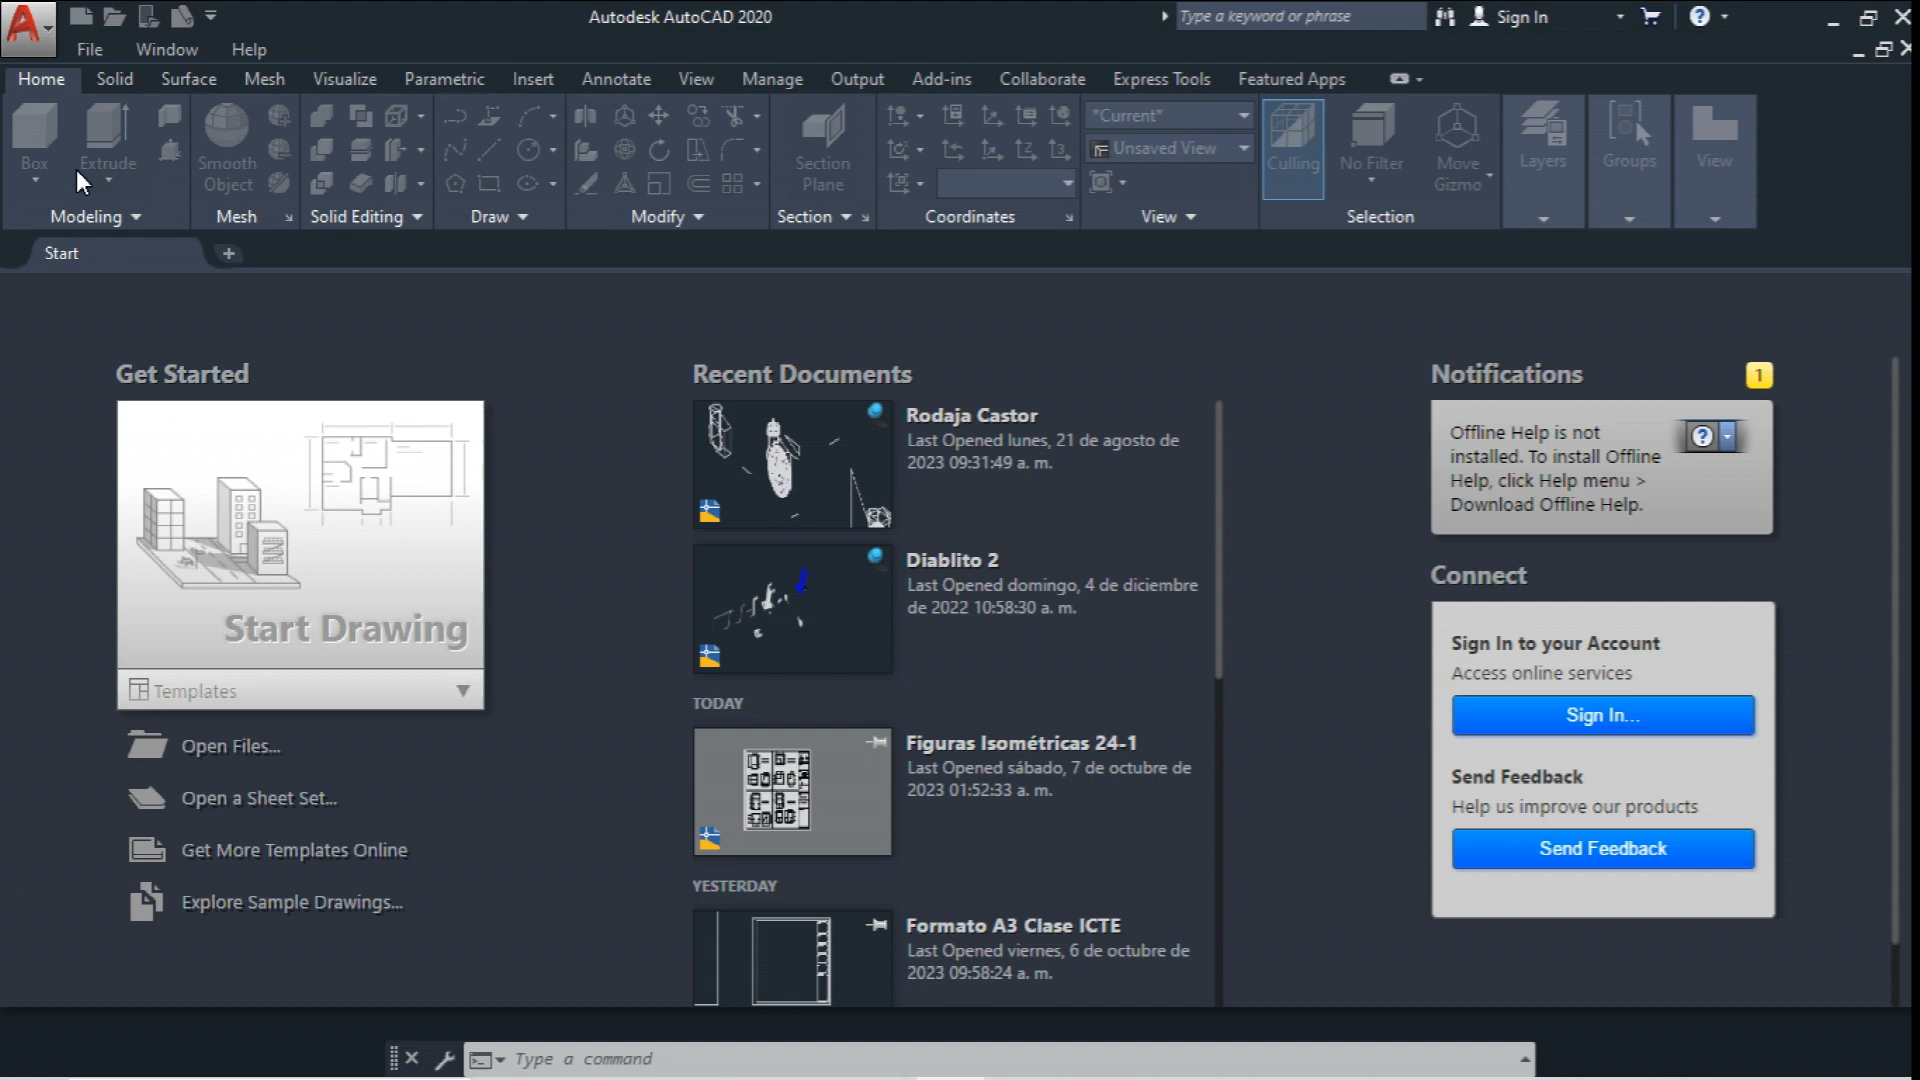 Autodesk AutoCAD 2020
Type a keyword or phrase
Sign In
File Window Help
Home Solid Surface Mesh Visualize Parametric Insert Annotate View Manage Output Add-ins Collaborate Express Tools Featured Apps
Box
Extrude
Smooth Object
Section Plane
*Current*
Unsaved View
Culling
No Filter
Move Gizmo
Layers
Groups
View
Modeling
Mesh
Solid Editing
Draw
Modify
Section
Coordinates
View
Selection
Start
Get Started
Start Drawing
Templates
Open Files...
Open a Sheet Set...
Get More Templates Online
Explore Sample Drawings...
Recent Documents
Rodaja Castor
Last Opened lunes, 21 de agosto de
2023 09:31:49 a. m.
Diablito 2
Last Opened domingo, 4 de diciembre
de 2022 10:58:30 a. m.
TODAY
Figuras Isométricas 24-1
Last Opened sábado, 7 de octubre de
2023 01:52:33 a. m.
YESTERDAY
Formato A3 Clase ICTE
Last Opened viernes, 6 de octubre de
2023 09:58:24 a. m.
Notifications
1
Offline Help is not
installed. To install Offline
Help, click Help menu >
Download Offline Help.
Connect
Sign In to your Account
Access online services
Sign In...
Send Feedback
Help us improve our products
Send Feedback
Type a command